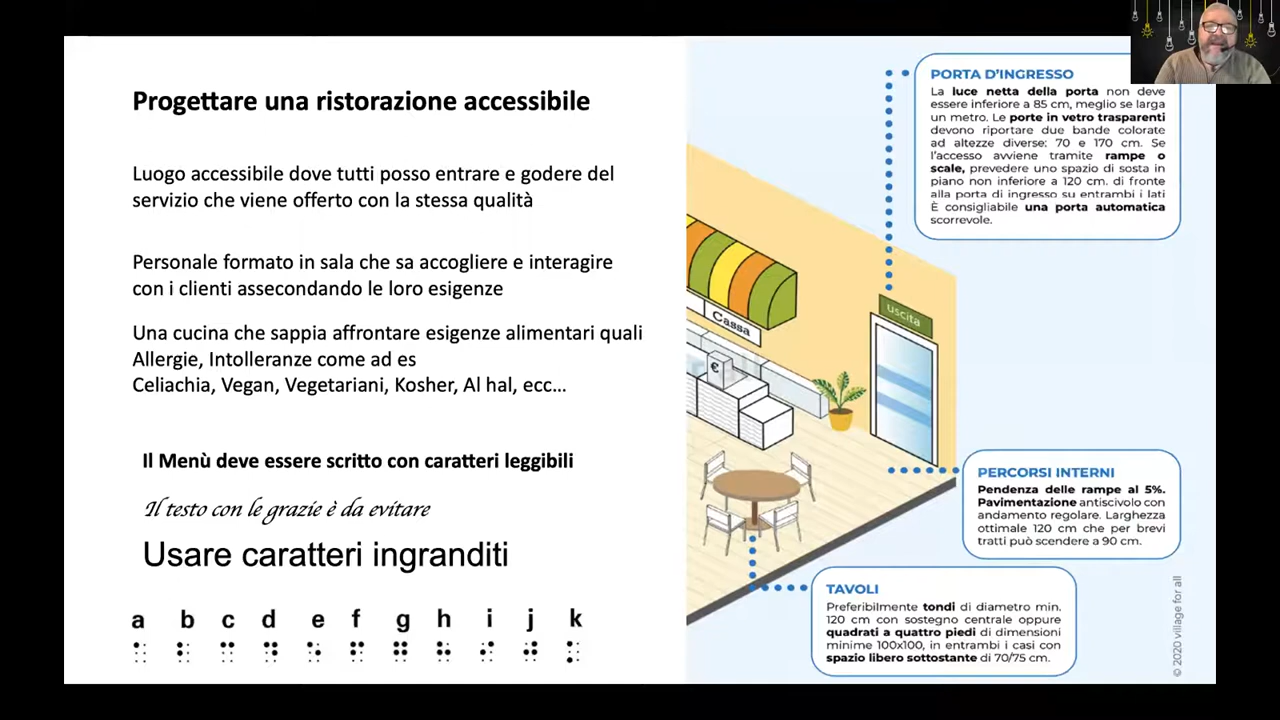 Progettare una ristorazione accessibile
Luogo accessibile dove tutti posso entrare e godere del
servizio che viene offerto con la stessa qualità
Personale formato in sala che sa accogliere e interagire
con i clienti assecondando le loro esigenze
Una cucina che sappia affrontare esigenze alimentari quali
Allergie, Intolleranze come ad es
Celiachia, Vegan, Vegetariani, Kosher, Al hal, ecc...
Il Menù deve essere scritto con caratteri leggibili
Il testo con le grazie è da evitare
Usare caratteri ingranditi
a b c d e f g h i j k
⠁ ⠃ ⠉ ⠙ ⠑ ⠋ ⠛ ⠓ ⠊ ⠚ ⠅
PORTA D'INGRESSO
La luce netta della porta non deve
essere inferiore a 85 cm, meglio se larga
un metro. Le porte in vetro trasparenti
devono riportare due bande colorate
ad altezze diverse: 70 e 170 cm. Se
l'accesso avviene tramite rampe o
scale, prevedere uno spazio di sosta in
piano non inferiore a 120 cm. di fronte
alla porta di ingresso su entrambi i lati
È consigliabile una porta automatica
scorrevole.
uscita
Cassa
€
PERCORSI INTERNI
Pendenza delle rampe al 5%.
Pavimentazione antiscivolo con
andamento regolare. Larghezza
ottimale 120 cm che per brevi
tratti può scendere a 90 cm.
TAVOLI
Preferibilmente tondi di diametro min.
120 cm con sostegno centrale oppure
quadrati a quattro piedi di dimensioni
minime 100x100, in entrambi i casi con
spazio libero sottostante di 70/75 cm.
© 2020 village for all